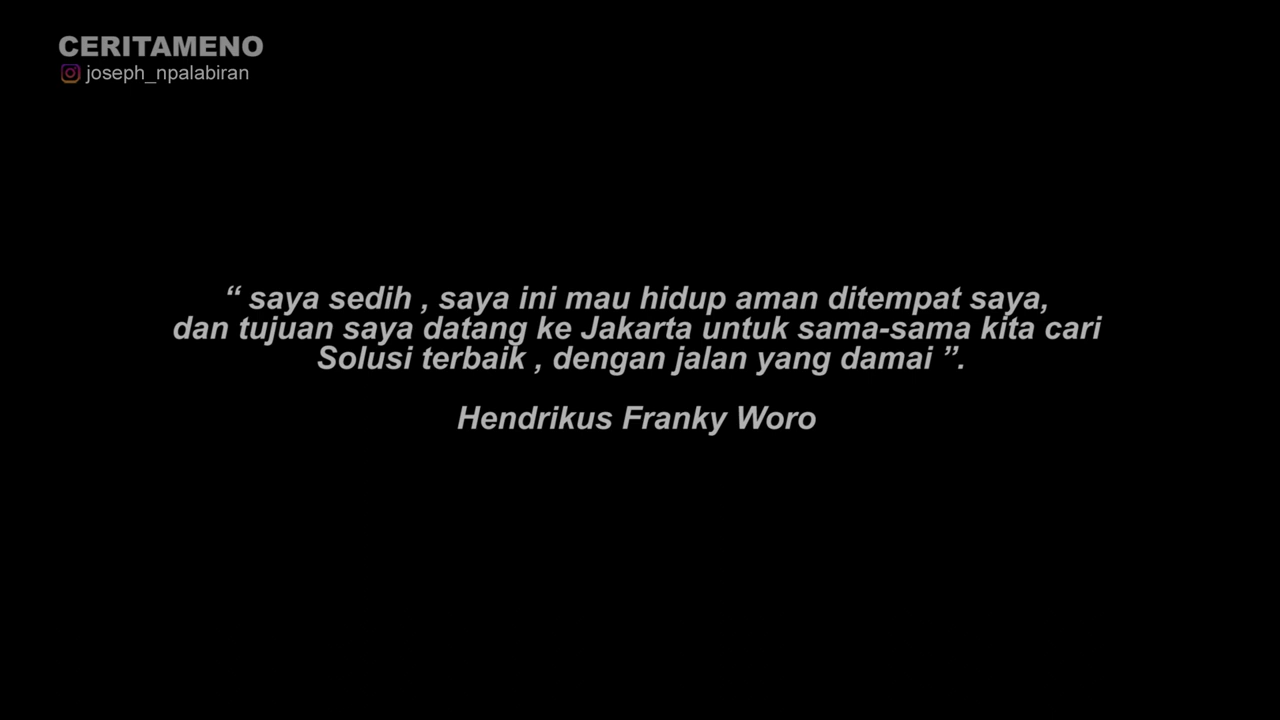 CERITAMENO
joseph_npalabiran
“ saya sedih , saya ini mau hidup aman ditempat saya,
dan tujuan saya datang ke Jakarta untuk sama-sama kita cari
Solusi terbaik , dengan jalan yang damai ”.
Hendrikus Franky Woro